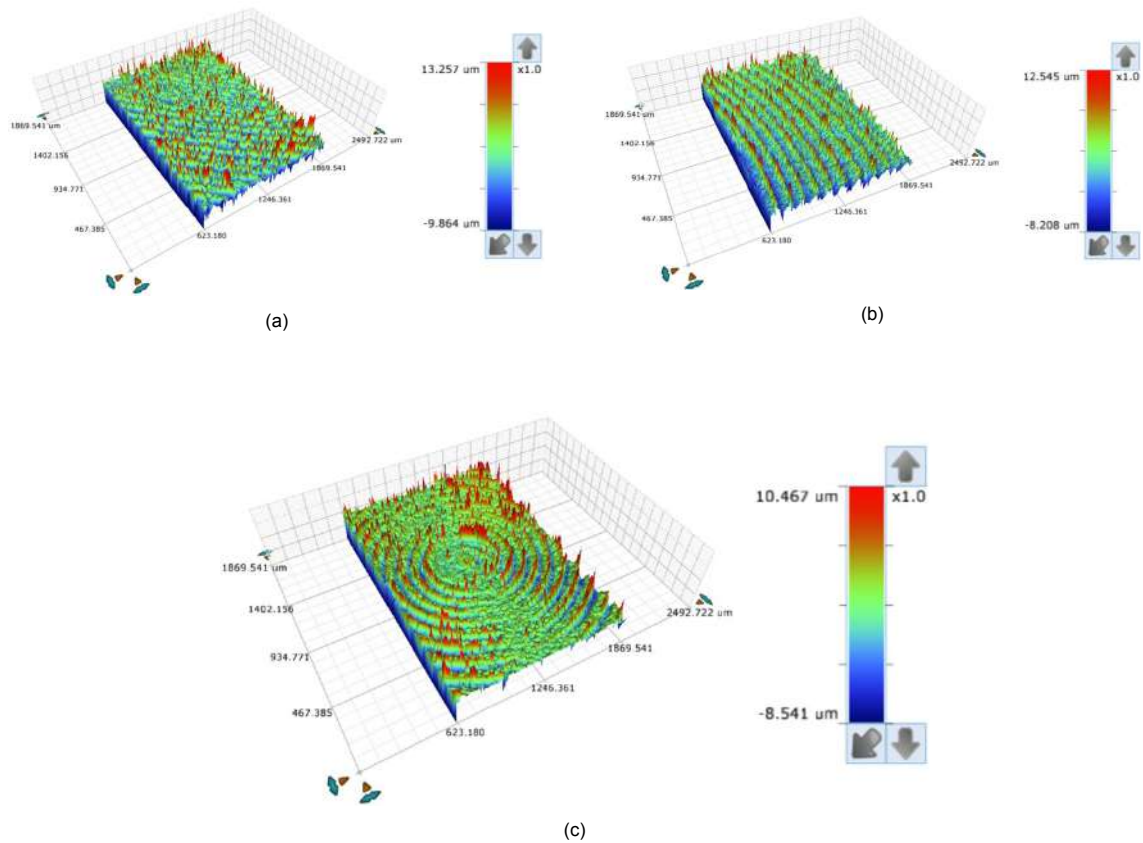 13.257 um
x1.0
-9.864 um
1869.541 um
1402.156
934.771
467.385
623.180
1246.361
1869.541
2492.722 um
(a)
12.545 um
x1.0
-8.208 um
1869.541 um
1402.156
934.771
467.385
623.180
1246.361
1869.541
2492.722 um
(b)
10.467 um
x1.0
-8.541 um
1869.541 um
1402.156
934.771
467.385
623.180
1246.361
1869.541
2492.722 um
(c)